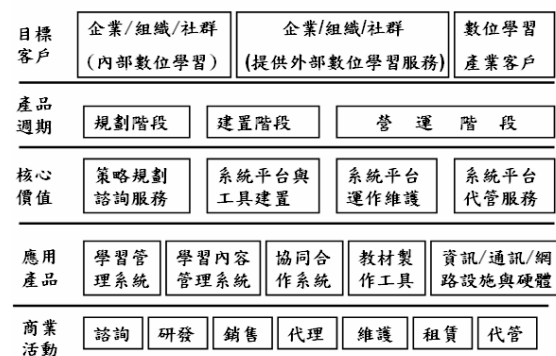 目標
客戶
企業/組織/社群
(內部數位學習)
企業/組織/社群
(提供外部數位學習服務)
數位學習
產業客戶
產品
週期
規劃階段
建置階段
營運階段
核心
價值
策略規劃
諮詢服務
系統平台與
工具建置
系統平台
運作維護
系統平台
代管服務
應用
產品
學習管
理系統
學習內容
管理系統
協同合
作系統
教材製
作工具
資訊/通訊/網
路設施與硬體
商業
活動
諮詢
研發
銷售
代理
維護
租賃
代管